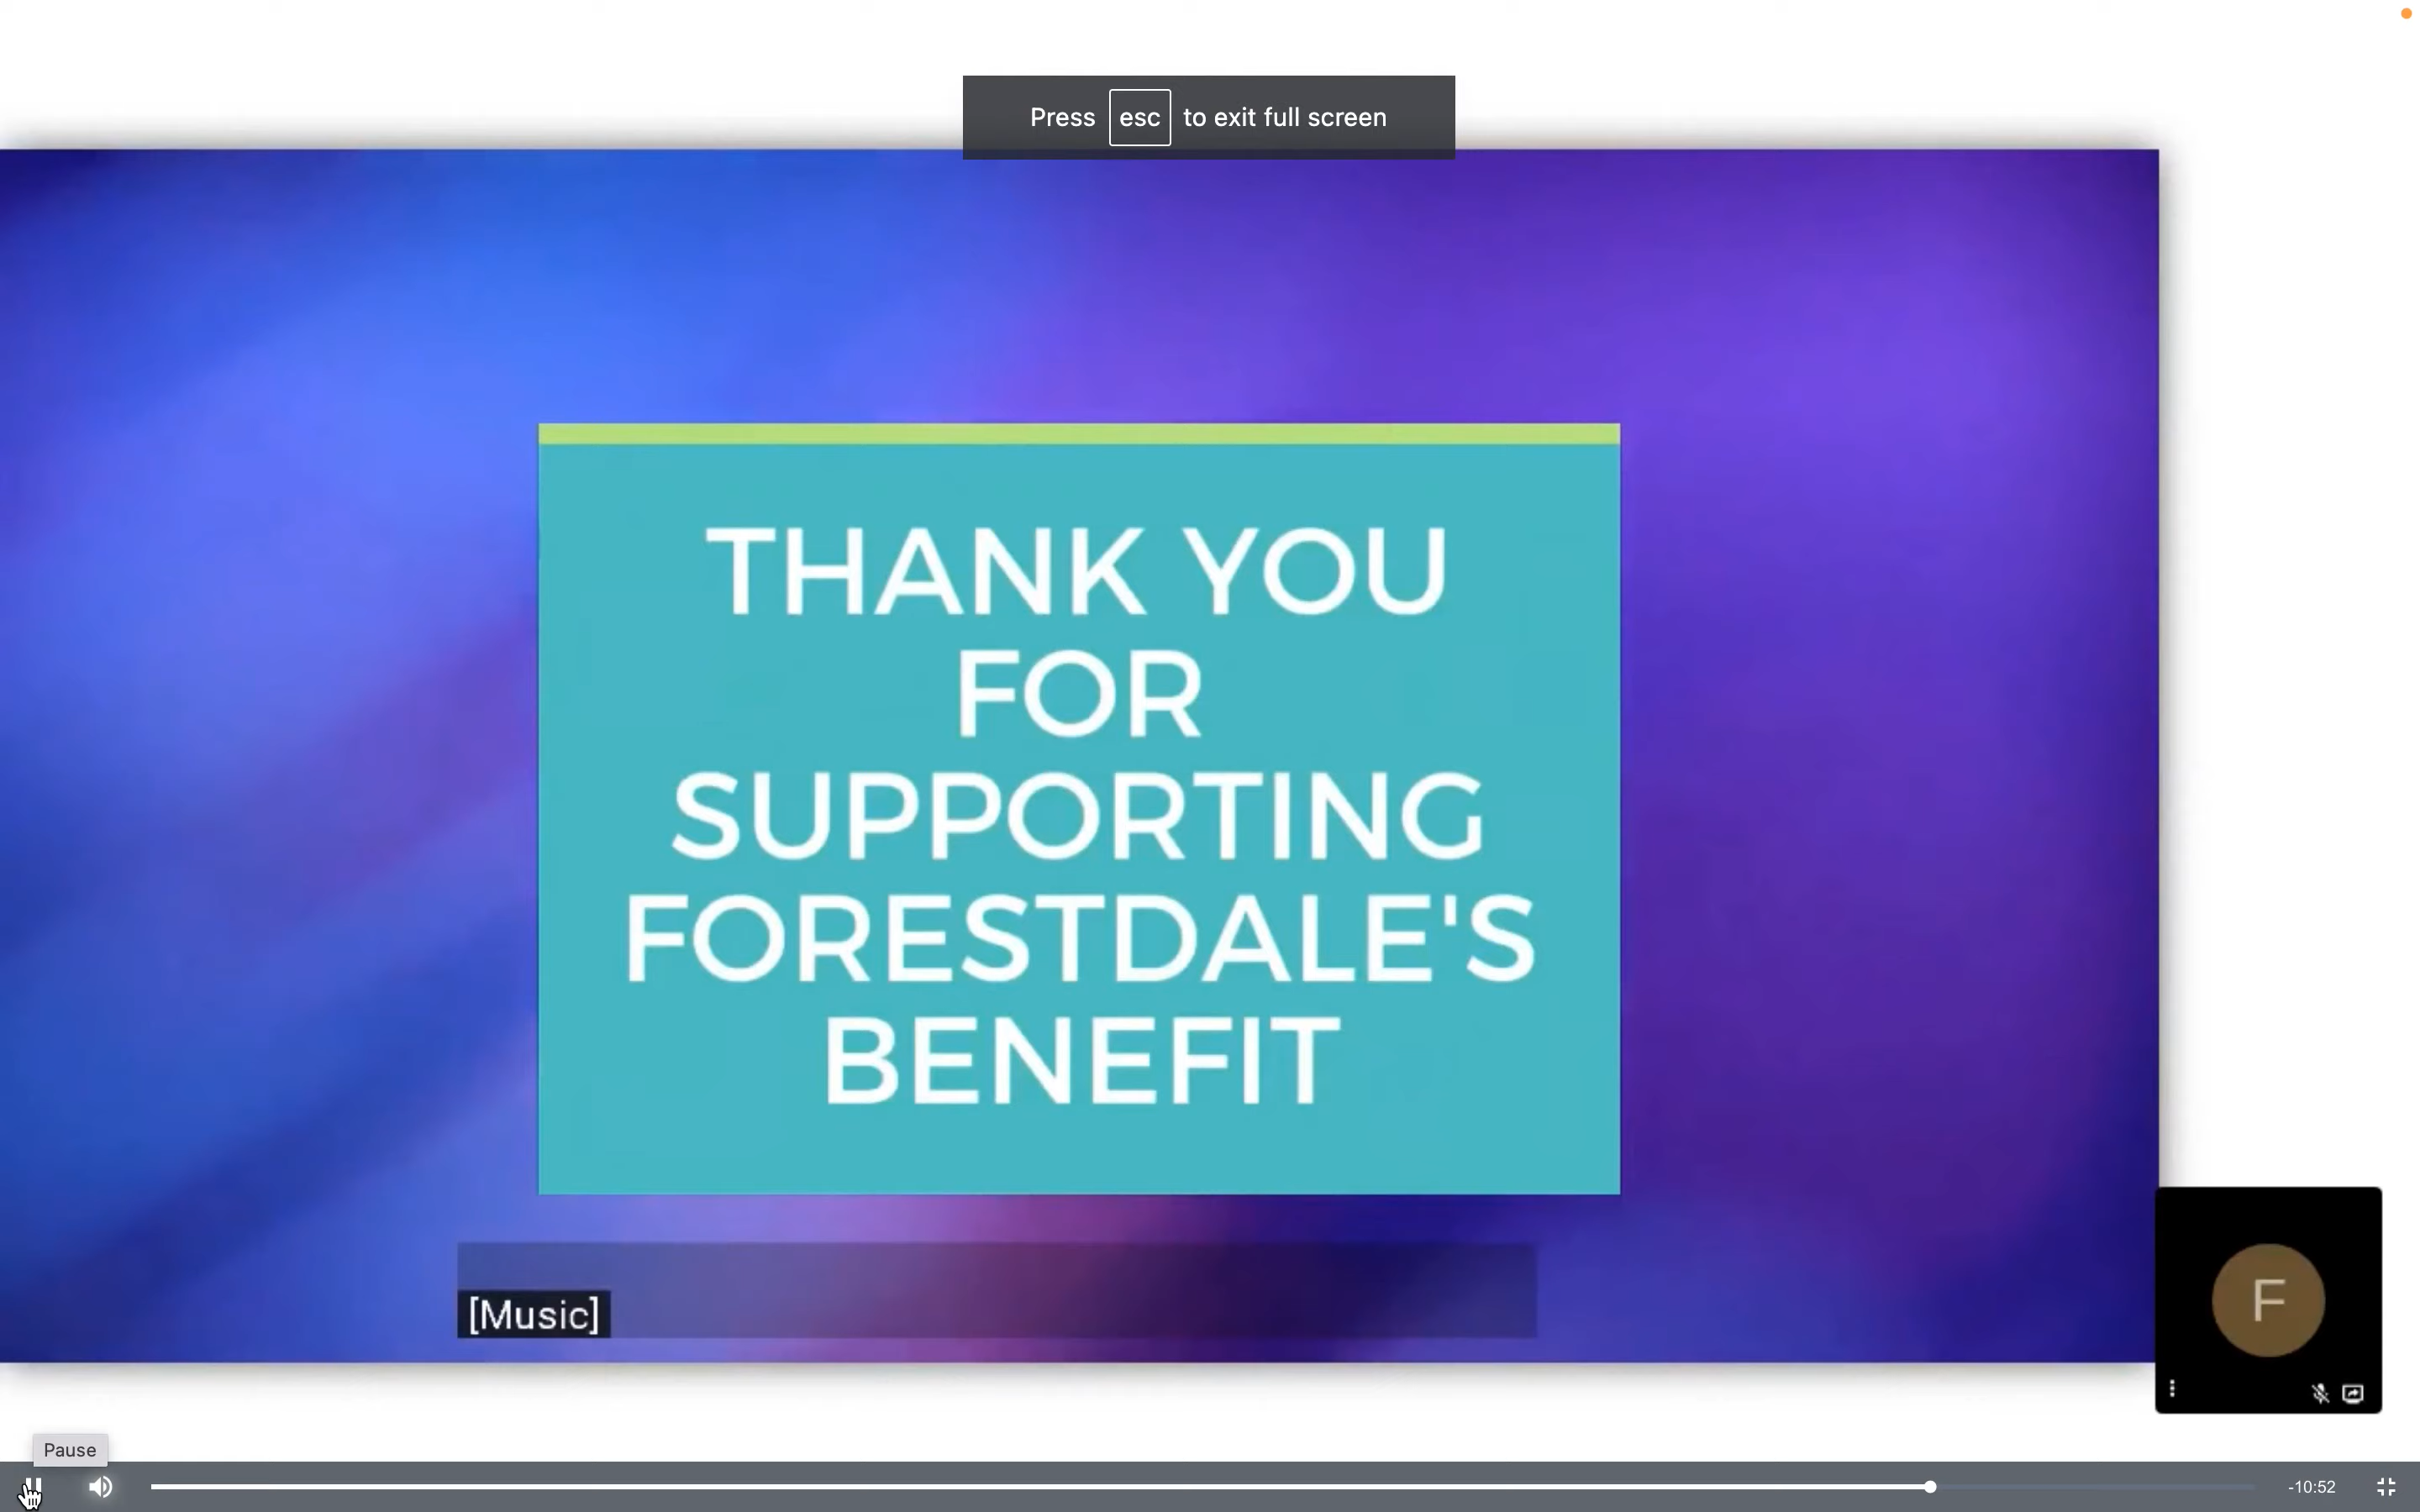 Press esc to exit full screen
THANK YOU
FOR
SUPPORTING
FORESTDALE'S
BENEFIT
[Music]
F
Pause
-10:52